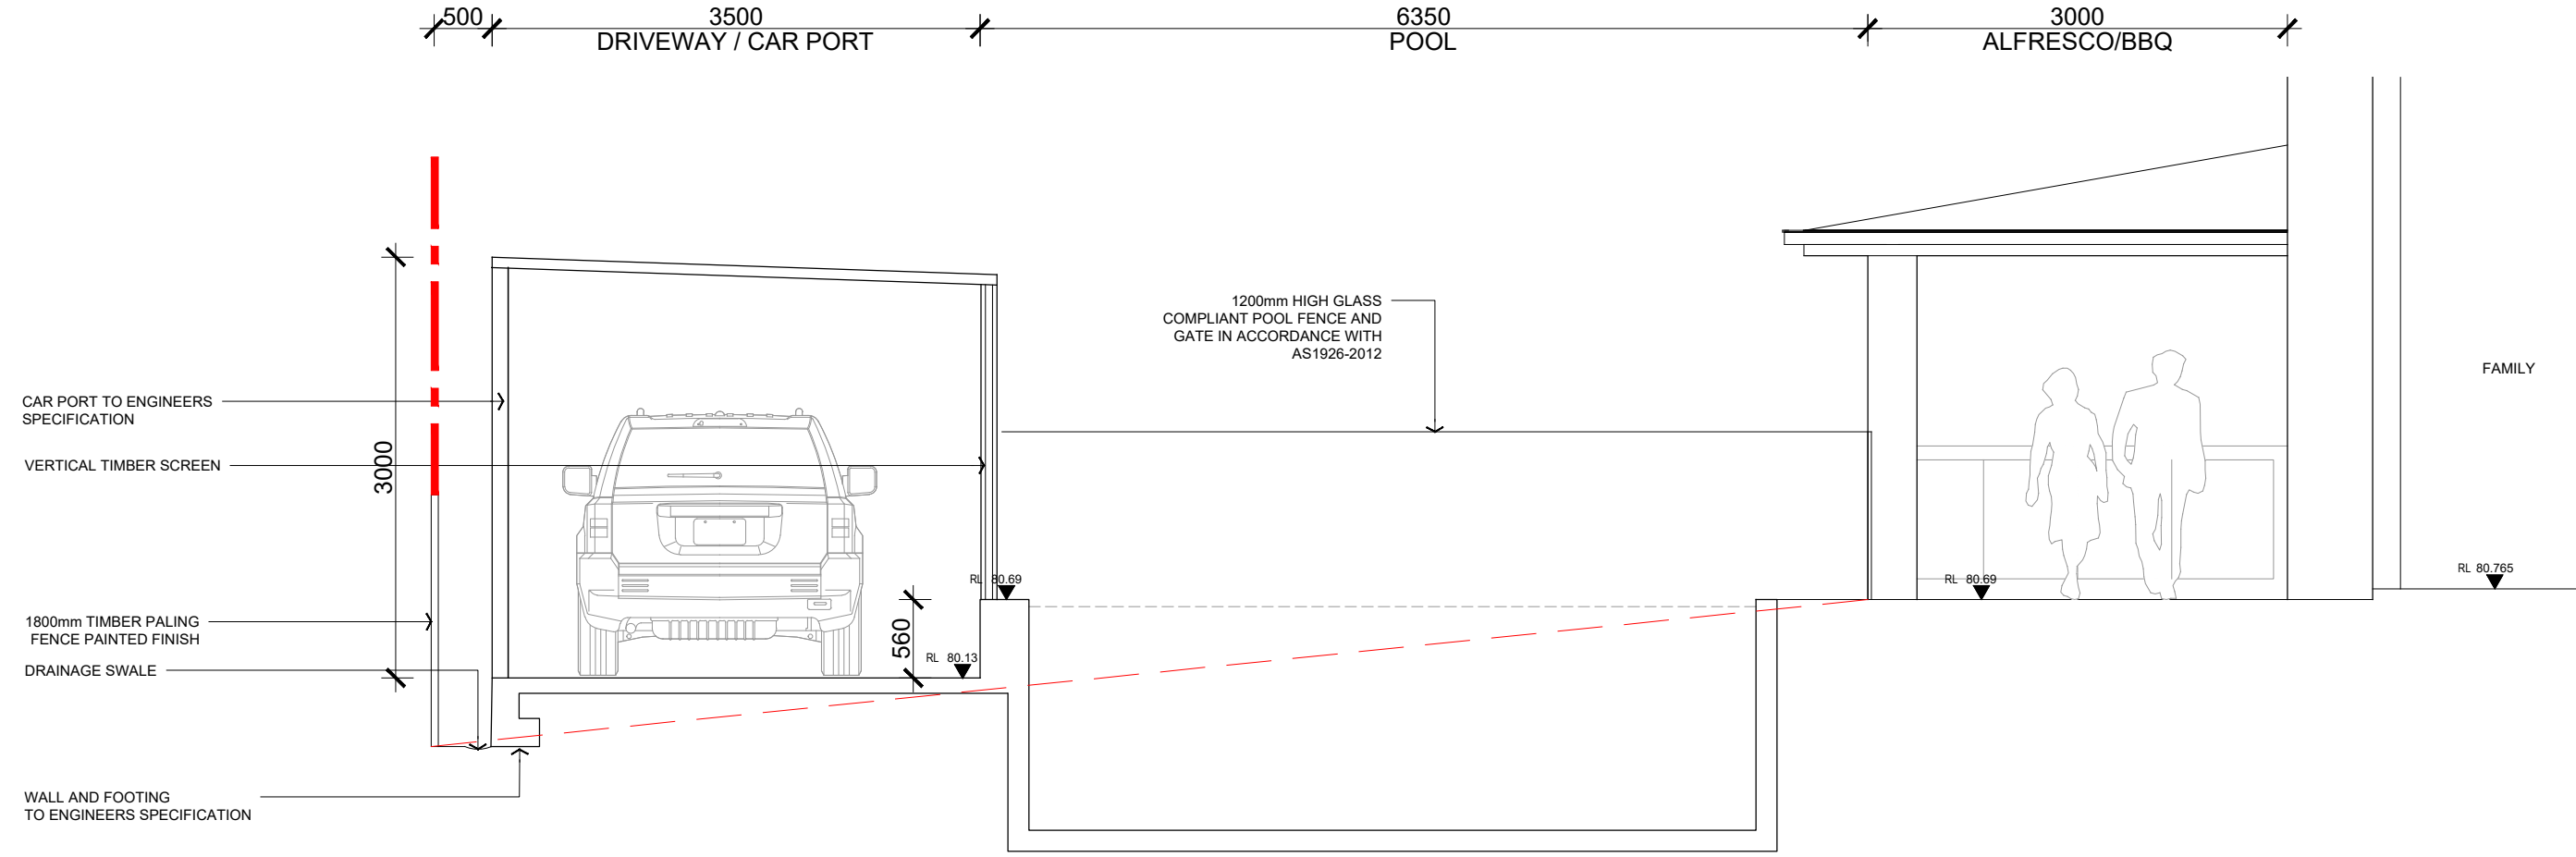 500
3500
6350
3000
DRIVEWAY / CAR PORT
POOL
ALFRESCO/BBQ
1200mm HIGH GLASS
COMPLIANT POOL FENCE AND
GATE IN ACCORDANCE WITH
AS1926-2012
FAMILY
CAR PORT TO ENGINEERS
SPECIFICATION
3000
VERTICAL TIMBER SCREEN
RL 80.69
RL 80.69
RL 80.765
1800mm TIMBER PALING
FENCE PAINTED FINISH
560
RL 80.13
DRAINAGE SWALE
WALL AND FOOTING
TO ENGINEERS SPECIFICATION